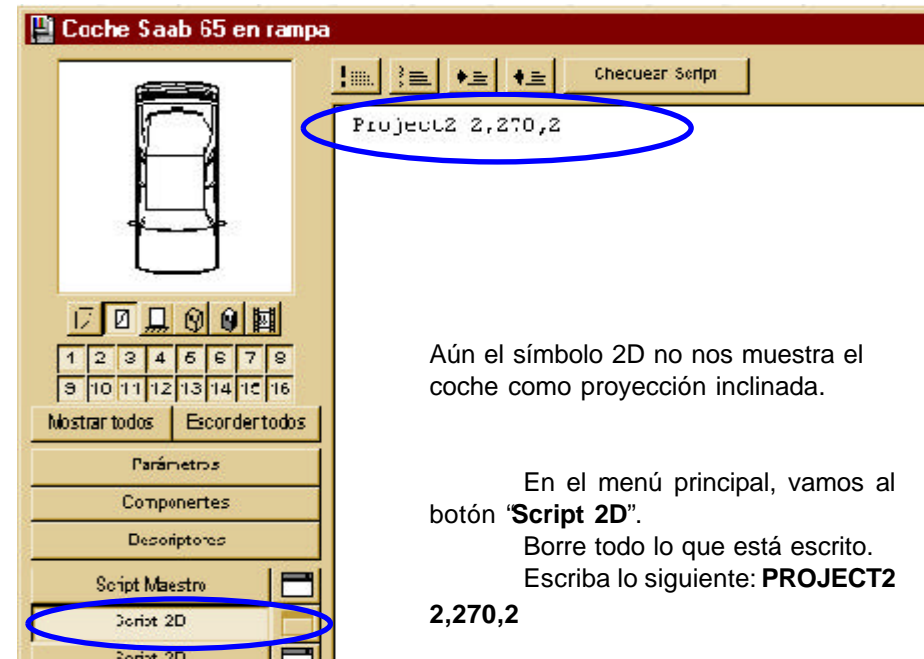 Coche Saab 65 en rampa
Checuear Script
Project2 2,270,2
1 2 3 4 5 6 7 8
9 10 11 12 13 14 15 16
Mostrar todos Esconder todos
Parámetros
Componentes
Descriptores
Script Maestro
Script 2D
Script 2D
Aún el símbolo 2D no nos muestra el
coche como proyección inclinada.
En el menú principal, vamos al
botón “Script 2D”.
Borre todo lo que está escrito.
Escriba lo siguiente: PROJECT2
2,270,2